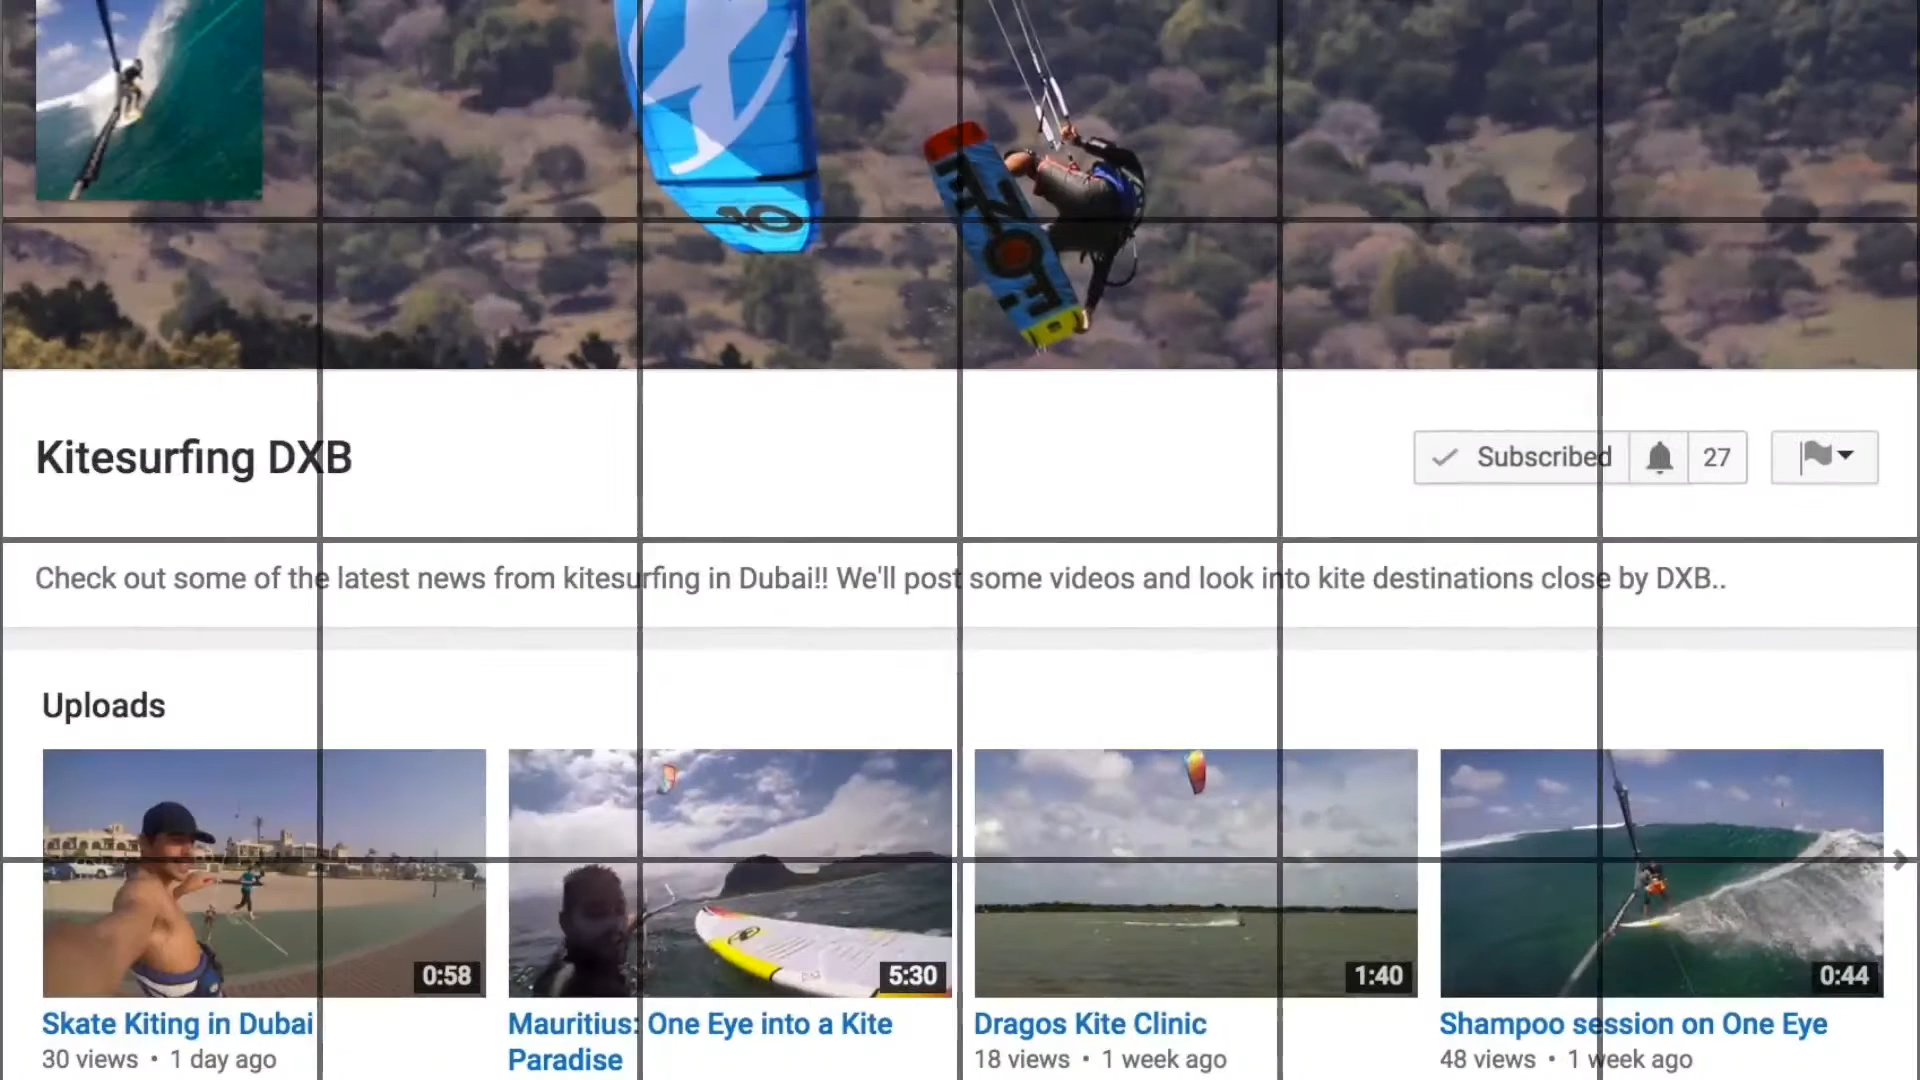 10
Kitesurfing DXB
Subscribed 27
Check out some of the latest news from kitesurfing in Dubai!! We'll post some videos and look into kite destinations close by DXB..
Uploads
0:58
5:30
1:40
0:44
Skate Kiting in Dubai
30 views • 1 day ago
Mauritius: One Eye into a Kite
Paradise
Dragos Kite Clinic
18 views • 1 week ago
Shampoo session on One Eye
48 views • 1 week ago